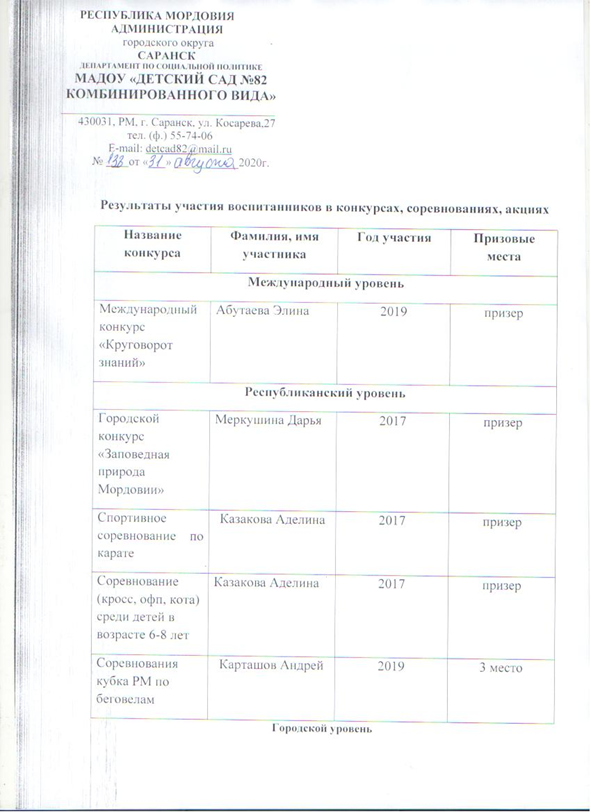 РЕСПУБЛИКА МОРДОВИЯ
АДМИНИСТРАЦИЯ
городского округа
САРАНСК
ДЕПАРТАМЕНТ ПО СОЦИАЛЬНОЙ ПОЛИТИКЕ
МАДОУ «ДЕТСКИЙ САД №82
КОМБИНИРОВАННОГО ВИДА»
430031, РМ, г. Саранск, ул. Косарева,27
тел. (ф.) 55-74-06
E-mail: detcad82@mail.ru
№ 133 от «31» августа 2020г.
Результаты участия воспитанников в конкурсах, соревнованиях, акциях
Название конкурса
Фамилия, имя участника
Год участия
Призовые места
Международный уровень
Международный
конкурс
«Круговорот
знаний»
Абутаева Элина
2019
призер
Республиканский уровень
Городской
конкурс
«Заповедная
природа
Мордовии»
Меркушина Дарья
2017
призер
Спортивное
соревнование по
карате
Казакова Аделина
2017
призер
Соревнование
(кросс, офп, кота)
среди детей в
возрасте 6-8 лет
Казакова Аделина
2017
призер
Соревнования
кубка РМ по
беговелам
Карташов Андрей
2019
3 место
Городской уровень